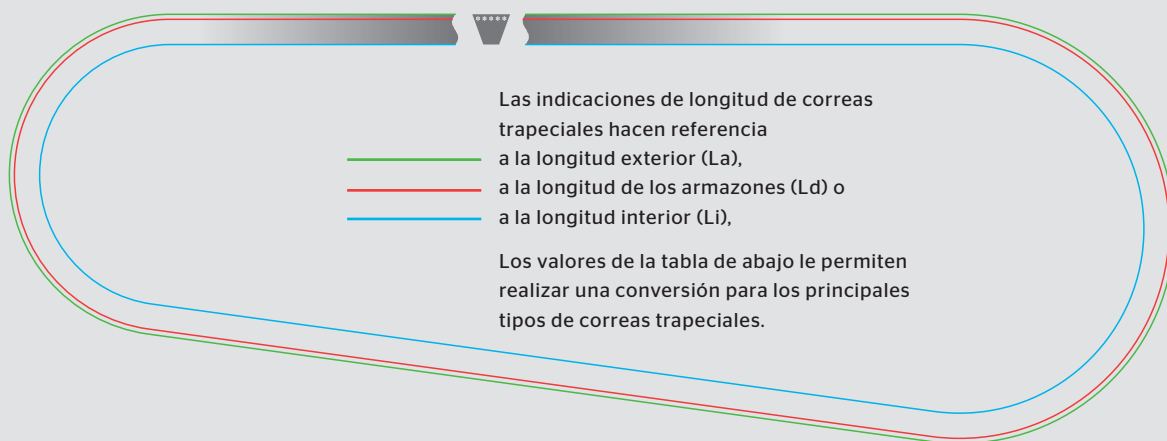 Las indicaciones de longitud de correas
trapeciales hacen referencia
a la longitud exterior (La),
a la longitud de los armazones (Ld) o
a la longitud interior (Li),
Los valores de la tabla de abajo le permiten
realizar una conversión para los principales
tipos de correas trapeciales.